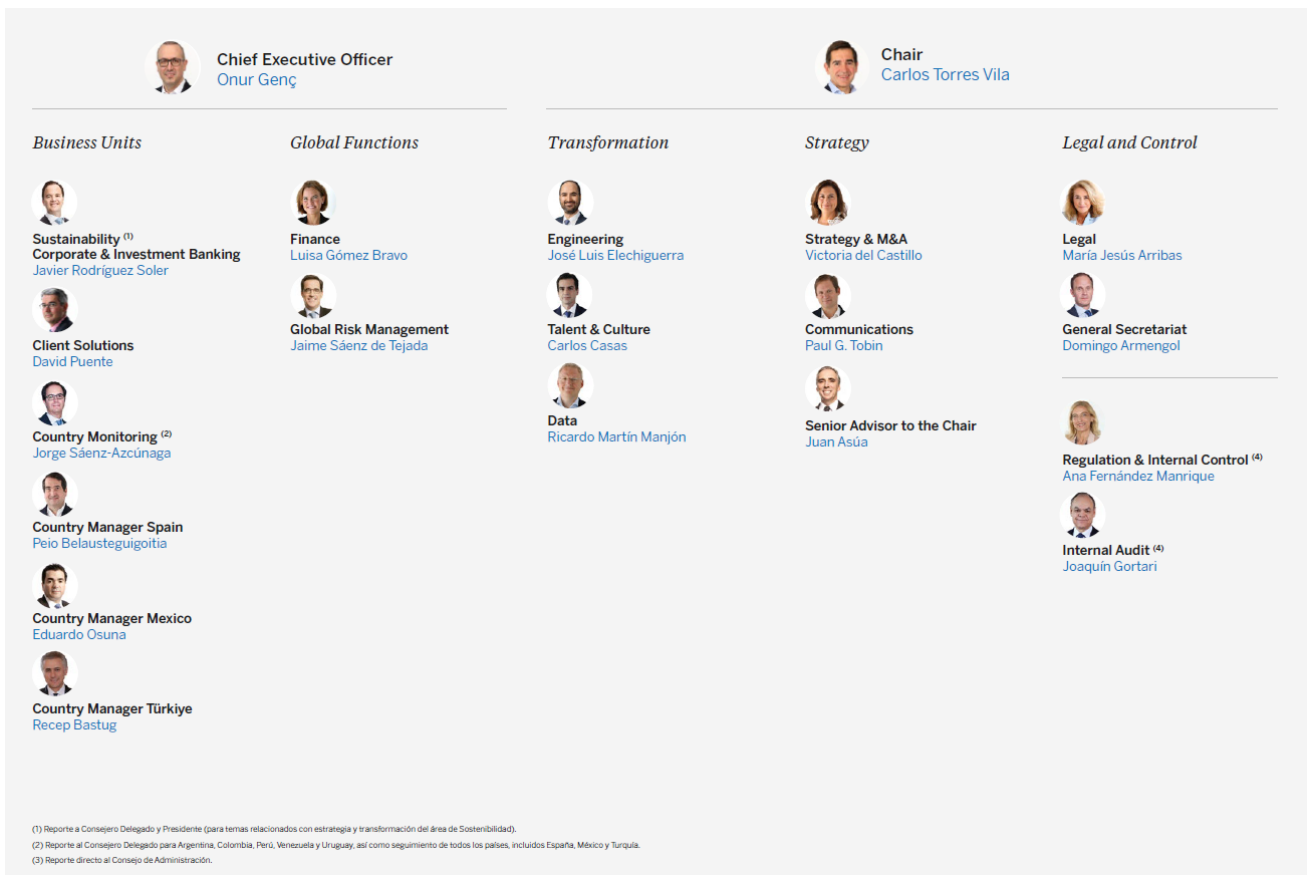 Chief Executive Officer
Onur Genç
Chair
Carlos Torres Vila
Business Units
Sustainability (1)
Corporate & Investment Banking
Javier Rodríguez Soler
Client Solutions
David Puente
Country Monitoring (2)
Jorge Sáenz-Azcúnaga
Country Manager Spain
Peio Belausteguigoitia
Country Manager Mexico
Eduardo Osuna
Country Manager Türkiye
Recep Bastug
Global Functions
Finance
Luisa Gómez Bravo
Global Risk Management
Jaime Sáenz de Tejada
Transformation
Engineering
José Luis Elechiguerra
Talent & Culture
Carlos Casas
Data
Ricardo Martín Manjón
Strategy
Strategy & M&A
Victoria del Castillo
Communications
Paul G. Tobin
Senior Advisor to the Chair
Juan Asúa
Legal and Control
Legal
María Jesús Arribas
General Secretariat
Domingo Armengol
Regulation & Internal Control (4)
Ana Fernández Manrique
Internal Audit (4)
Joaquín Gortari
(1) Reporte a Consejero Delegado y Presidente (para temas relacionados con estrategia y transformación del área de Sostenibilidad).
(2) Reporte al Consejero Delegado para Argentina, Colombia, Perú, Venezuela y Uruguay, así como seguimiento de todos los países, incluidos España, México y Turquía.
(3) Reporte directo al Consejo de Administración.